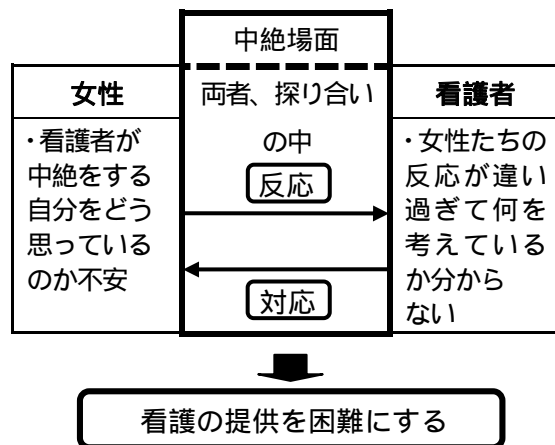 中絶場面
女性
・看護者が
中絶をする
自分をどう
思っている
のか不安
両者、探り合い
の中
反応
対応
看護者
・女性たちの
反応が違い
過ぎて何を
考えている
か分から
ない
看護の提供を困難にする